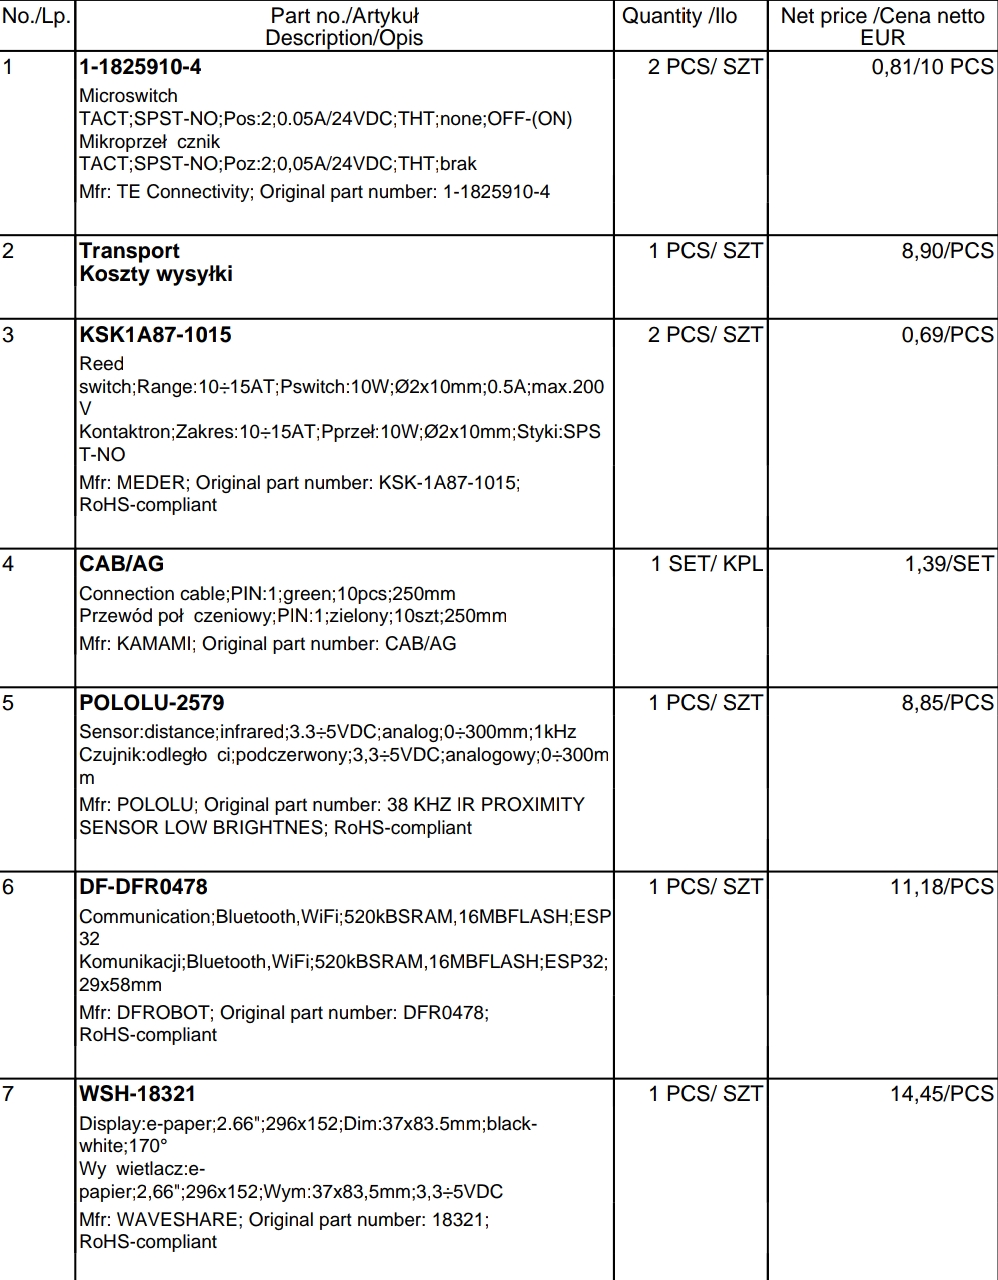 No./Lp. Part no./Artykuł Quantity /Ilo Net price /Cena netto
Description/Opis EUR
1 1-1825910-4 2 PCS/ SZT 0,81/10 PCS
Microswitch
TACT;SPST-NO;Pos:2;0.05A/24VDC;THT;none;OFF-(ON)
Mikroprzeł cznik
TACT;SPST-NO;Poz:2;0,05A/24VDC;THT;brak
Mfr: TE Connectivity; Original part number: 1-1825910-4
2 Transport 1 PCS/ SZT 8,90/PCS
Koszty wysyłki
3 KSK1A87-1015 2 PCS/ SZT 0,69/PCS
Reed
switch;Range:10÷15AT;Pswitch:10W;Ø2x10mm;0.5A;max.200
V
Kontaktron;Zakres:10÷15AT;Pprzeł:10W;Ø2x10mm;Styki:SPS
T-NO
Mfr: MEDER; Original part number: KSK-1A87-1015;
RoHS-compliant
4 CAB/AG 1 SET/ KPL 1,39/SET
Connection cable;PIN:1;green;10pcs;250mm
Przewód poł czeniowy;PIN:1;zielony;10szt;250mm
Mfr: KAMAMI; Original part number: CAB/AG
5 POLOLU-2579 1 PCS/ SZT 8,85/PCS
Sensor:distance;infrared;3.3÷5VDC;analog;0÷300mm;1kHz
Czujnik:odległo ci;podczerwony;3,3÷5VDC;analogowy;0÷300m
m
Mfr: POLOLU; Original part number: 38 KHZ IR PROXIMITY
SENSOR LOW BRIGHTNES; RoHS-compliant
6 DF-DFR0478 1 PCS/ SZT 11,18/PCS
Communication;Bluetooth,WiFi;520kBSRAM,16MBFLASH;ESP
32
Komunikacji;Bluetooth,WiFi;520kBSRAM,16MBFLASH;ESP32;
29x58mm
Mfr: DFROBOT; Original part number: DFR0478;
RoHS-compliant
7 WSH-18321 1 PCS/ SZT 14,45/PCS
Display:e-paper;2.66";296x152;Dim:37x83.5mm;black-
white;170°
Wy wietlacz:e-
papier;2,66";296x152;Wym:37x83,5mm;3,3÷5VDC
Mfr: WAVESHARE; Original part number: 18321;
RoHS-compliant